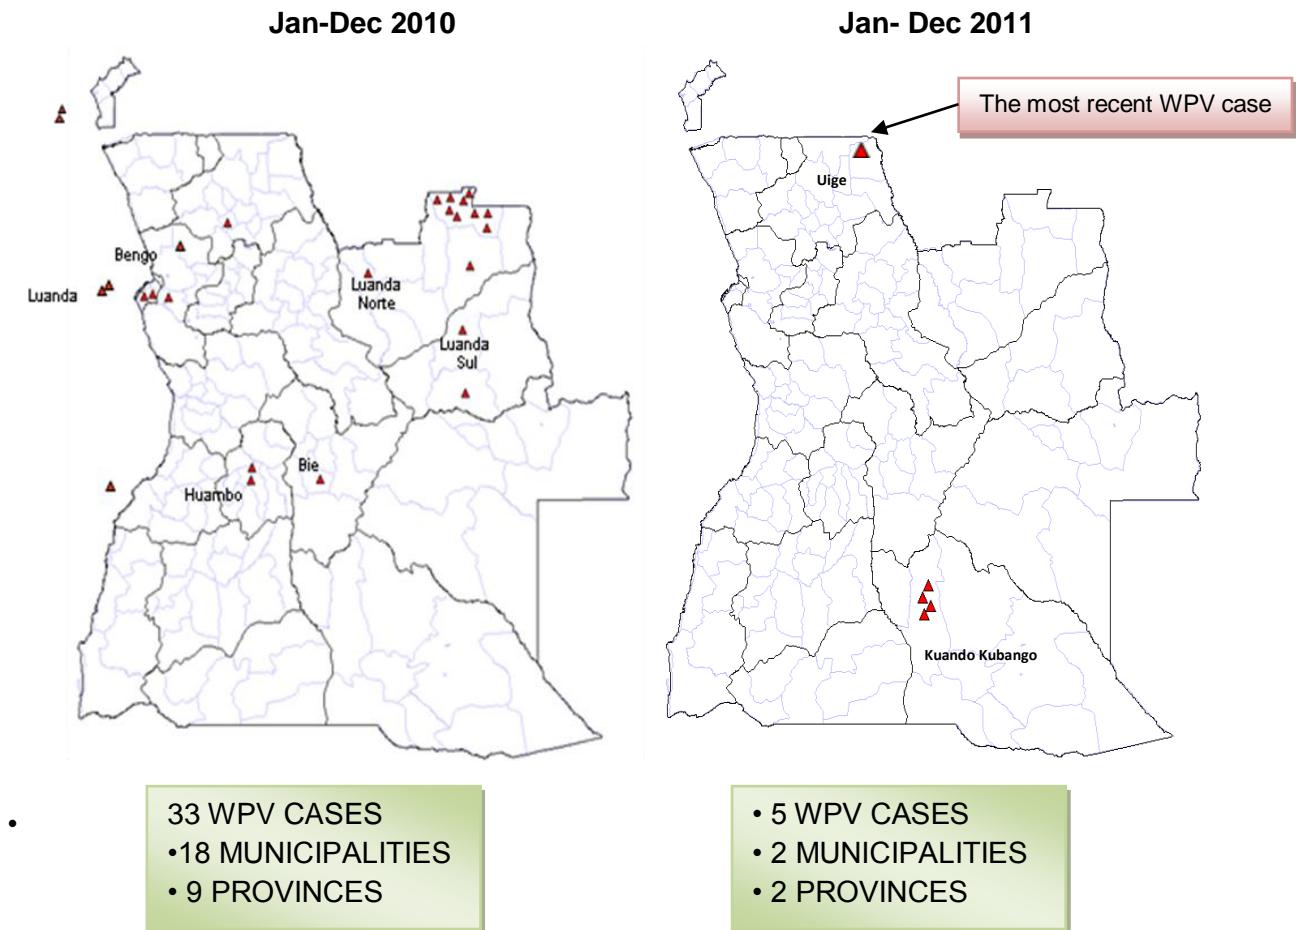 Jan-Dec 2010
Jan- Dec 2011
The most recent WPV case
Uige
Bengo
Luanda
Luanda
Norte
Luanda
Sul
Bie
Huambo
Kuando Kubango
•
33 WPV CASES
•18 MUNICIPALITIES
• 9 PROVINCES
• 5 WPV CASES
• 2 MUNICIPALITIES
• 2 PROVINCES